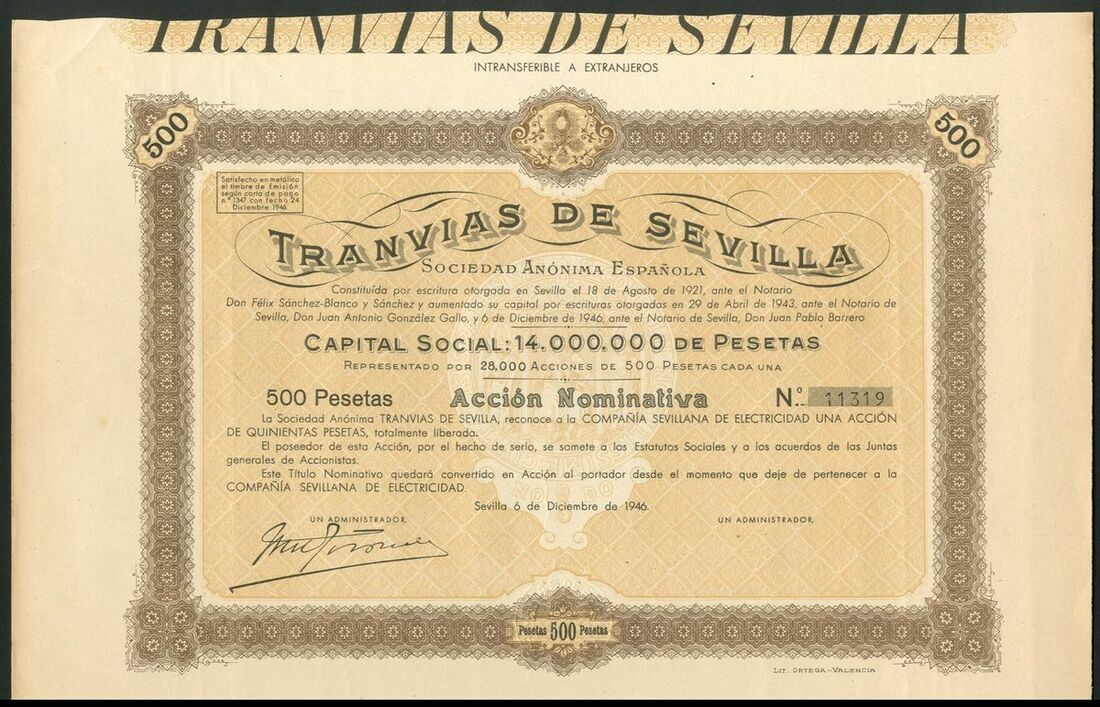 TRANVIAS DE SEVILLA
INTRANSFERIBLE A EXTRANJEROS
500
500
Satisfecho en metálico
el timbre de Emisión
según carta de pago
n.º 1347 con fecha 24
Diciembre 1946
TRANVIAS DE SEVILLA
SOCIEDAD ANÓNIMA ESPAÑOLA
Constituída por escritura otorgada en Sevilla el 18 de Agosto de 1921, ante el Notario
Don Félix Sánchez-Blanco y Sánchez y aumentado su capital por escrituras otorgadas en 29 de Abril de 1943, ante el Notario de
Sevilla, Don Juan Antonio González Gallo, y 6 de Diciembre de 1946, ante el Notario de Sevilla, Don Juan Pablo Barrero
CAPITAL SOCIAL: 14.000.000 DE PESETAS
REPRESENTADO POR 28.000 ACCIONES DE 500 PESETAS CADA UNA
500 Pesetas Acción Nominativa Nº 11319
La Sociedad Anónima TRANVIAS DE SEVILLA, reconoce a la COMPAÑÍA SEVILLANA DE ELECTRICIDAD UNA ACCIÓN
DE QUINIENTAS PESETAS, totalmente liberada.
El poseedor de esta Acción, por el hecho de serlo, se somete a los Estatutos Sociales y a los acuerdos de las Juntas
generales de Accionistas.
Este Título Nominativo quedará convertido en Acción al portador desde el momento que deje de pertenecer a la
COMPAÑÍA SEVILLANA DE ELECTRICIDAD.
NO DO
Sevilla 6 de Diciembre de 1946.
UN ADMINISTRADOR, UN ADMINISTRADOR,
Pesetas 500 Pesetas
LIT. ORTEGA-VALENCIA